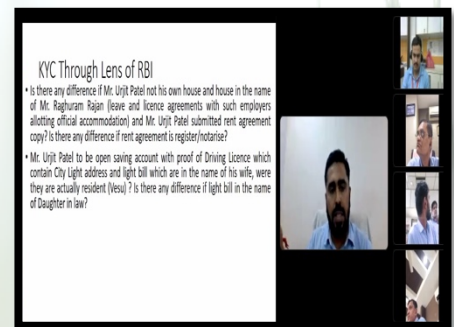 KYC Through Lens of RBI
• Is there any difference if Mr. Urjit Patel not his own house and house in the name
of Mr. Raghuram Rajan (leave and licence agreements with such employers
allotting official accommodation) and Mr. Urjit Patel submitted rent agreement
copy? Is there any difference if rent agreement is register/notarise?
• Mr. Urjit Patel to be open saving account with proof of Driving Licence which
contain City Light address and light bill which are in the name of his wife, were
they are actually resident (Vesu) ? Is there any difference if light bill in the name
of Daughter in law?